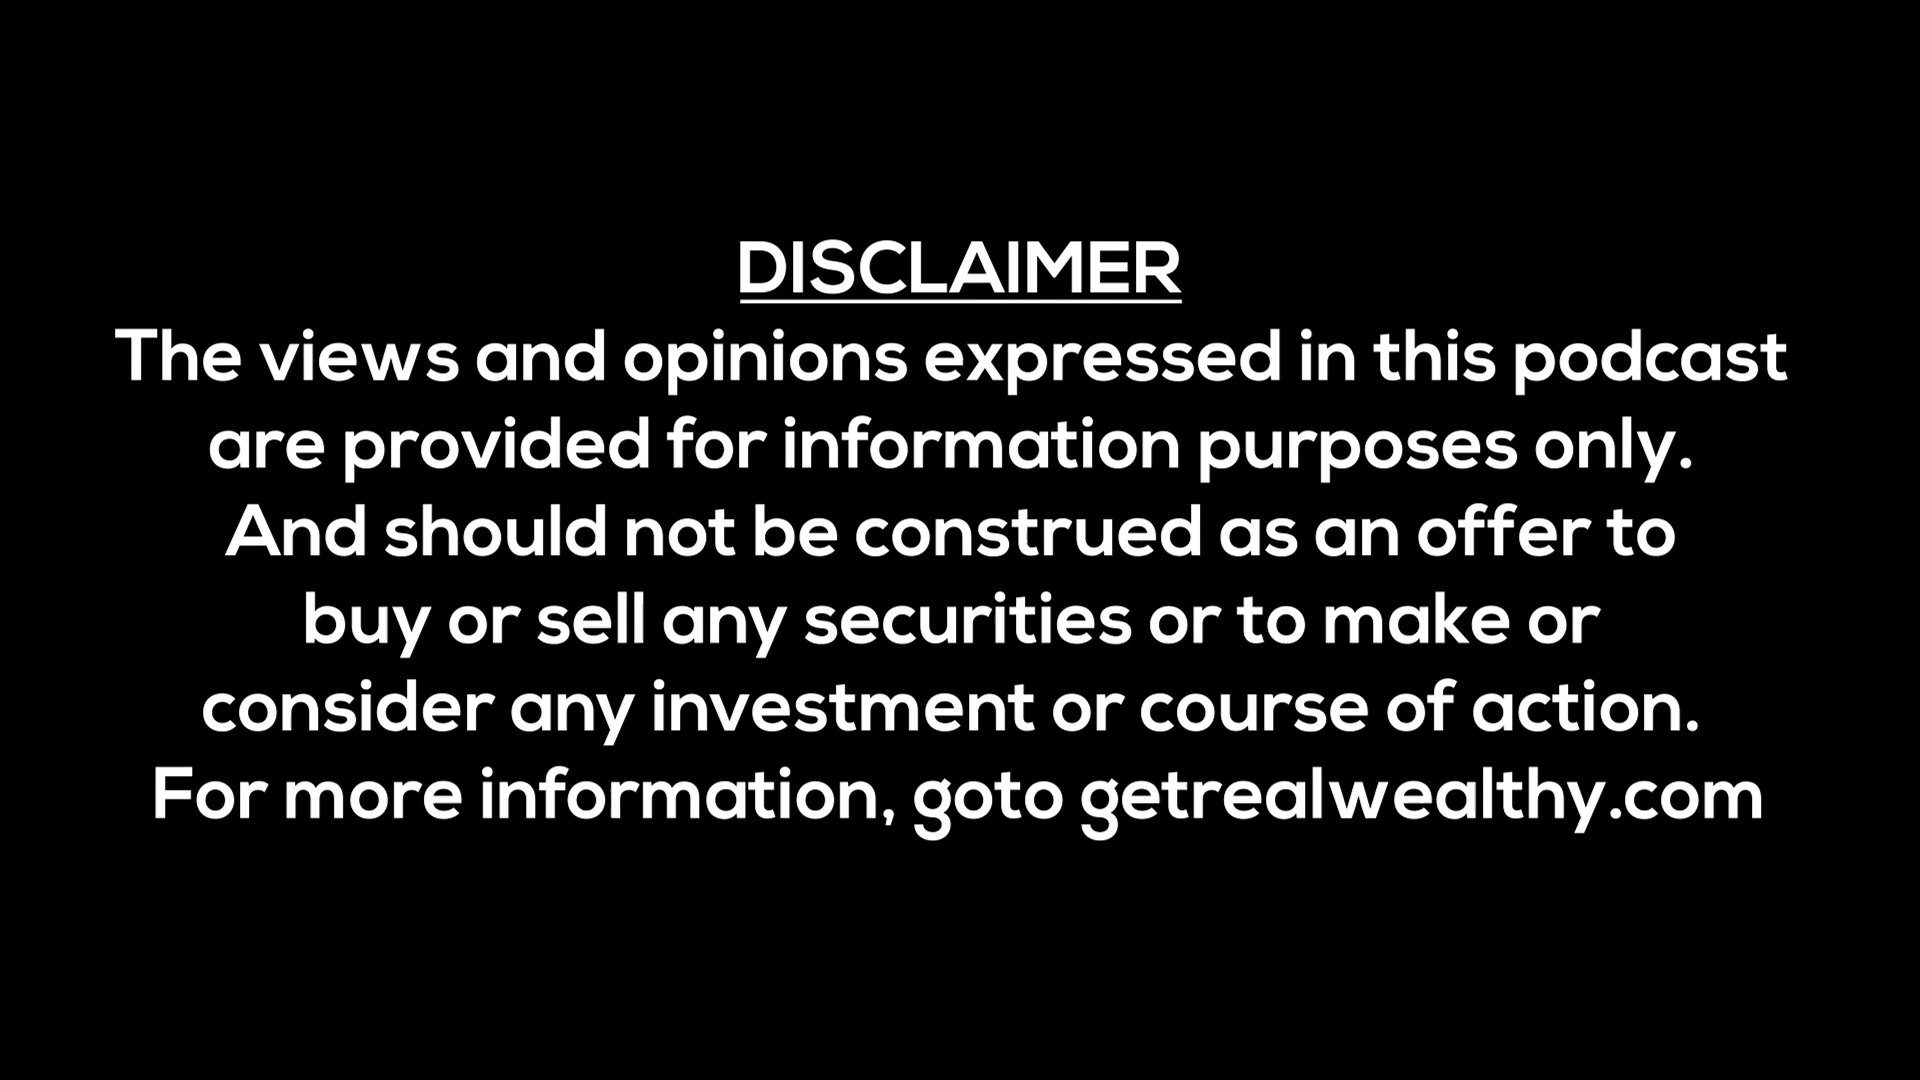 DISCLAIMER
The views and opinions expressed in this podcast
are provided for information purposes only.
And should not be construed as an offer to
buy or sell any securities or to make or
consider any investment or course of action.
For more information, goto getrealwealthy.com